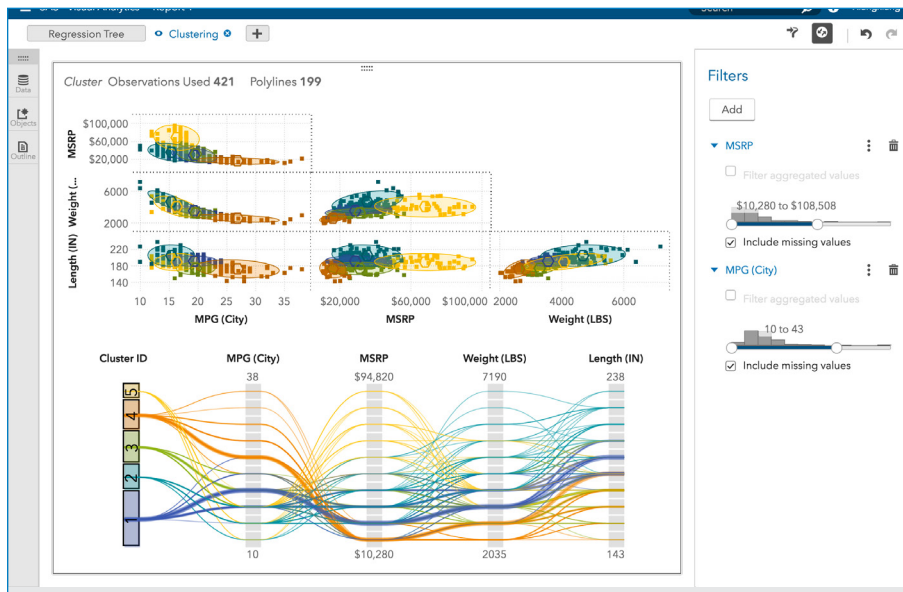 Regression Tree
Clustering
Data
Objects
Outline
Cluster Observations Used 421 Polylines 199
MSRP
$100,000
$60,000
$20,000
Weight (...
6000
2000
Length (IN)
220
180
140
10 15 20 25 30 35
MPG (City)
$20,000 $60,000 $100,000
MSRP
2000 4000 6000
Weight (LBS)
Cluster ID MPG (City) MSRP Weight (LBS) Length (IN)
38 $94,820 7190 238
5
4
3
2
1
10 $10,280 2035 143
Filters
Add
MSRP
Filter aggregated values
$10,280 to $108,508
Include missing values
MPG (City)
Filter aggregated values
10 to 43
Include missing values